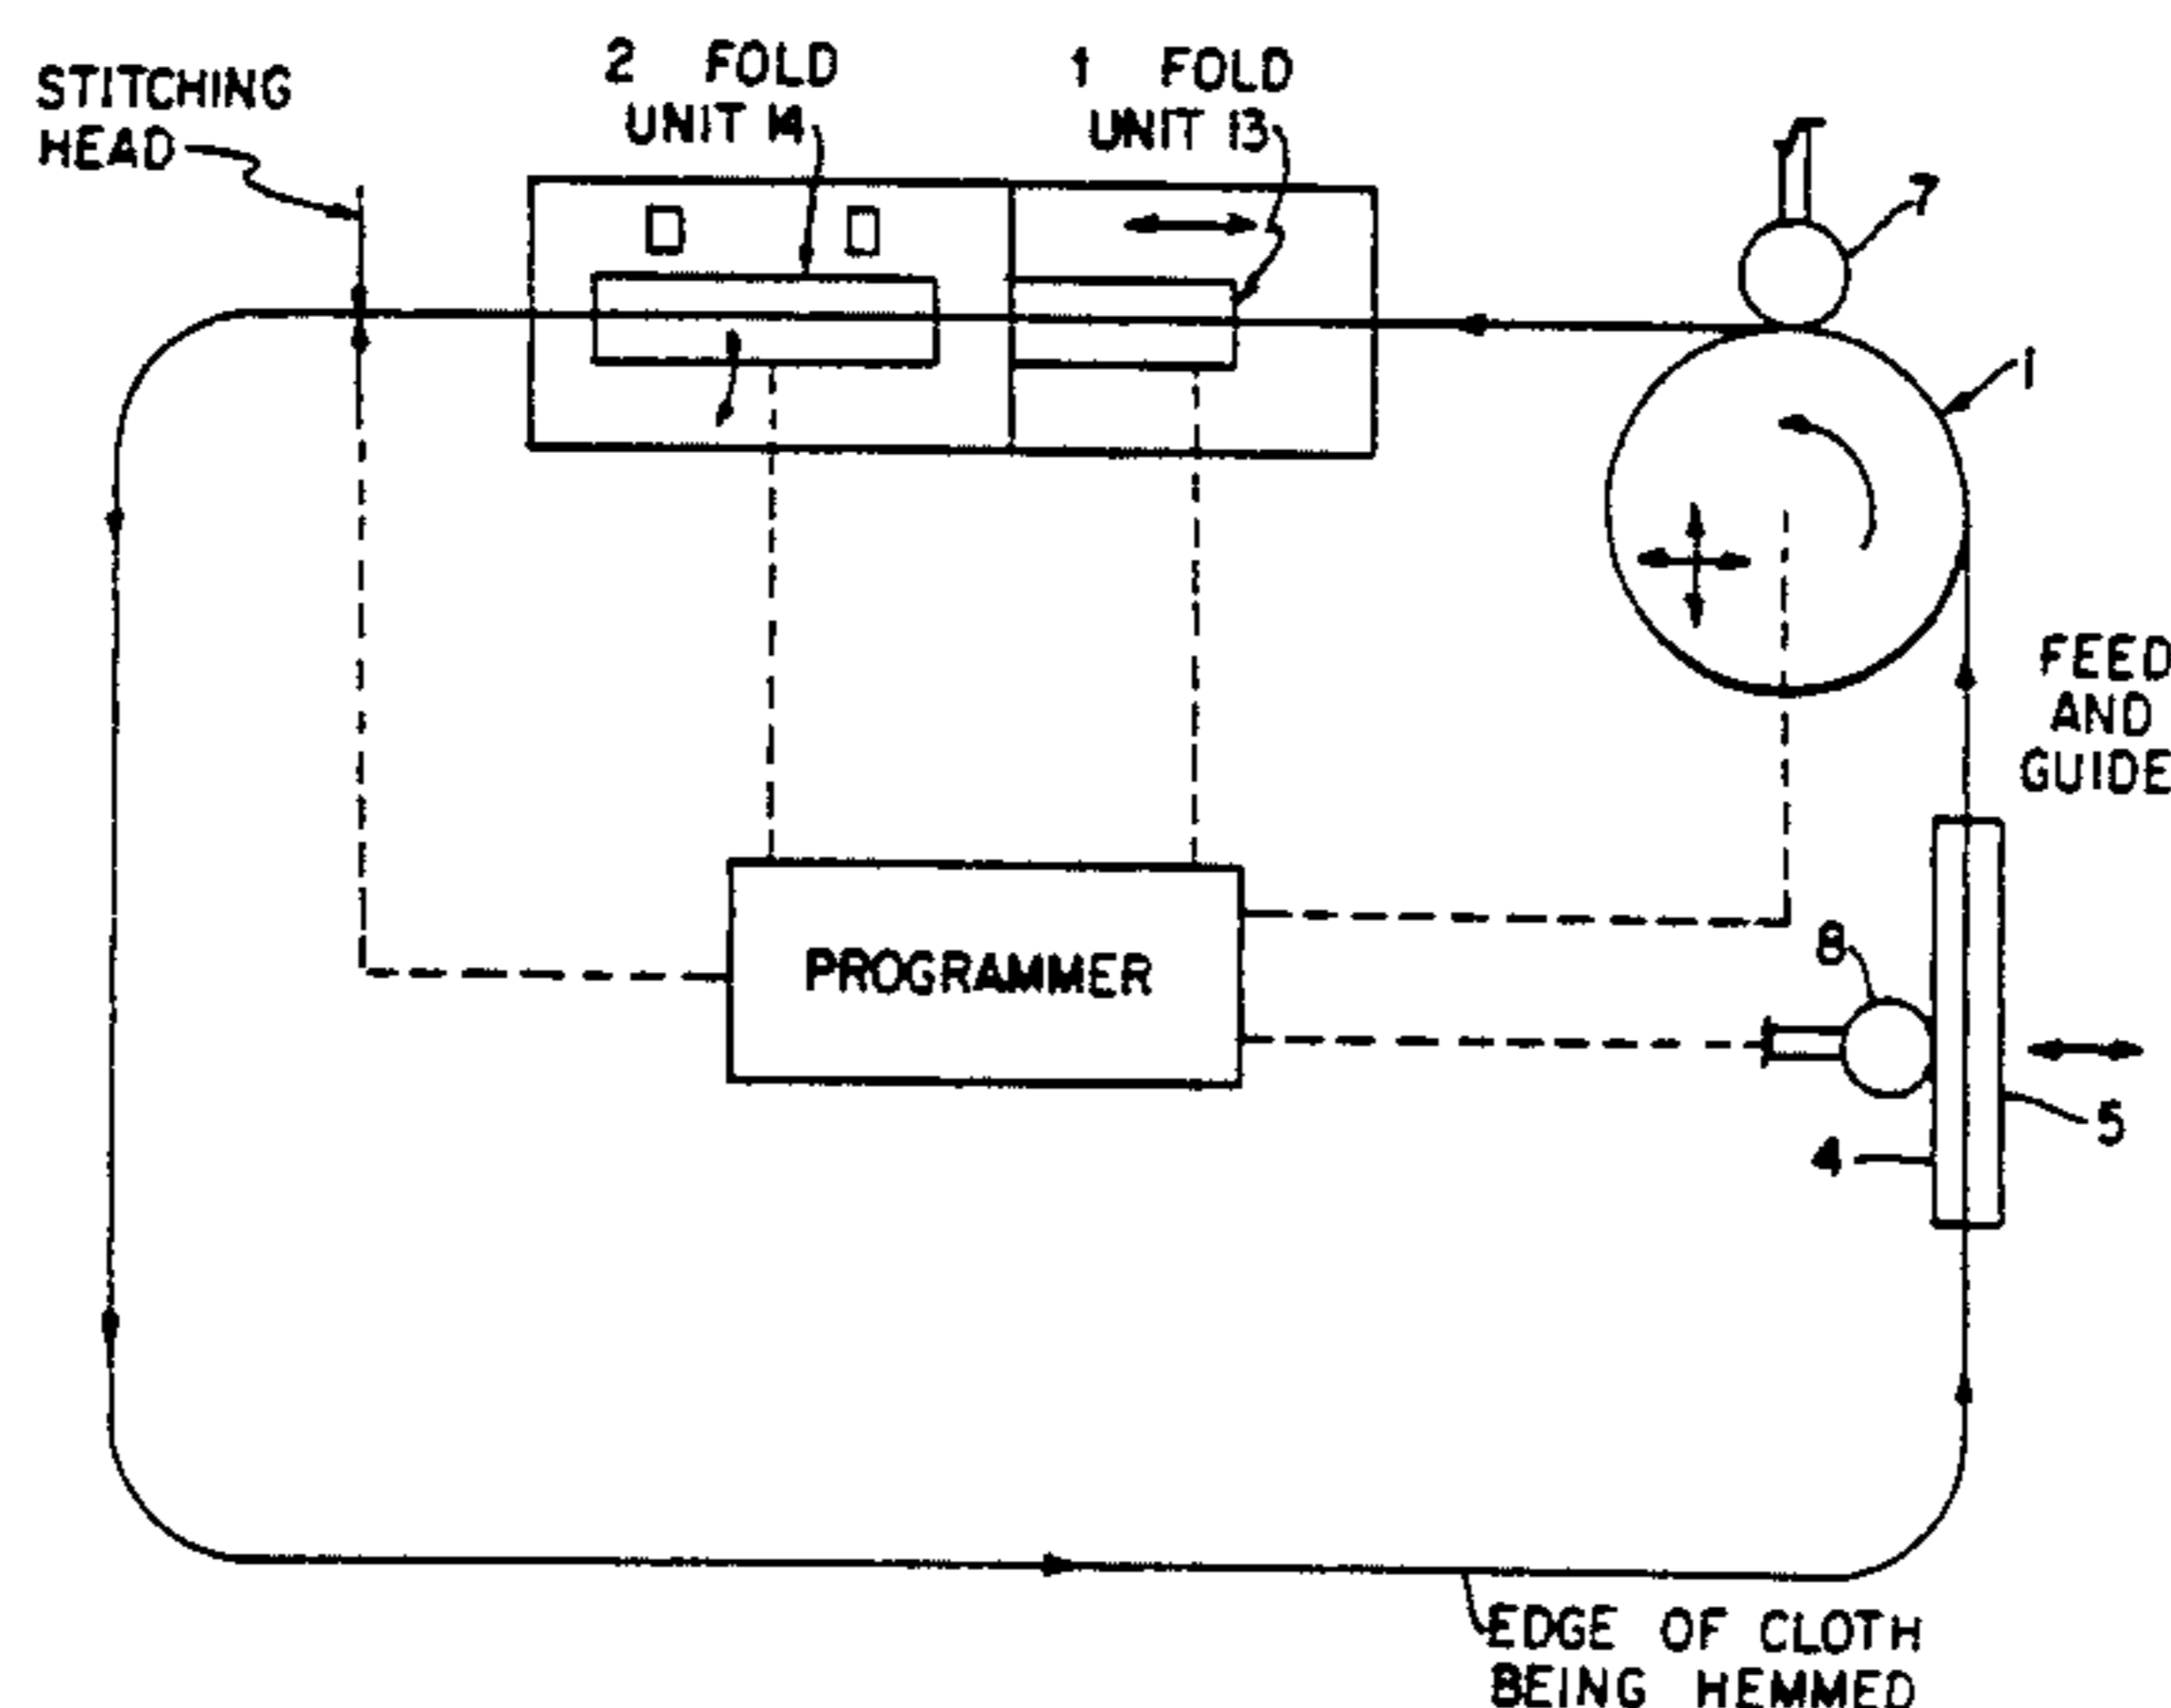 STITCHING
HEAD
2 FOLD
UNIT 14
1 FOLD
UNIT 13
7
1
FEED
AND
GUIDE
PROGRAMMER
8
5
4
EDGE OF CLOTH
BEING HEMMED